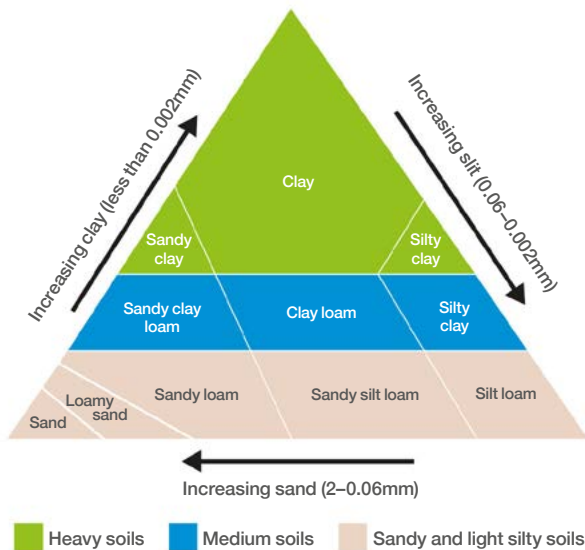 Increasing clay (less than 0.002mm)
Increasing slit (0.06–0.002mm)
Clay
Sandy
clay
Silty
clay
Sandy clay
loam
Clay loam
Silty
clay
Sand
Loamy
sand
Sandy loam
Sandy silt loam
Silt loam
Increasing sand (2–0.06mm)
Heavy soils
Medium soils
Sandy and light silty soils